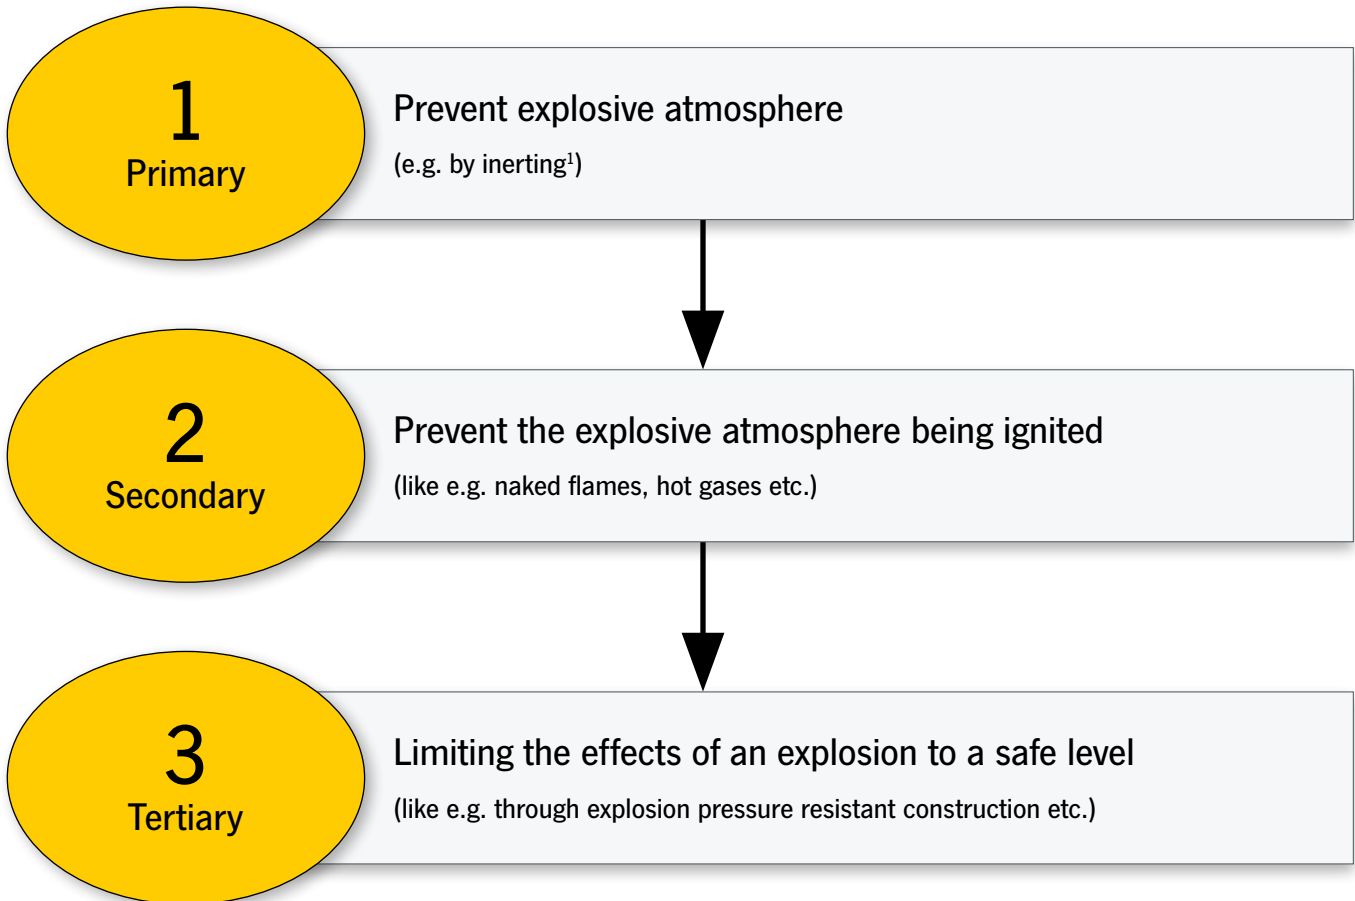 1
Primary
Prevent explosive atmosphere
(e.g. by inerting¹)
2
Secondary
Prevent the explosive atmosphere being ignited
(like e.g. naked flames, hot gases etc.)
3
Tertiary
Limiting the effects of an explosion to a safe level
(like e.g. through explosion pressure resistant construction etc.)